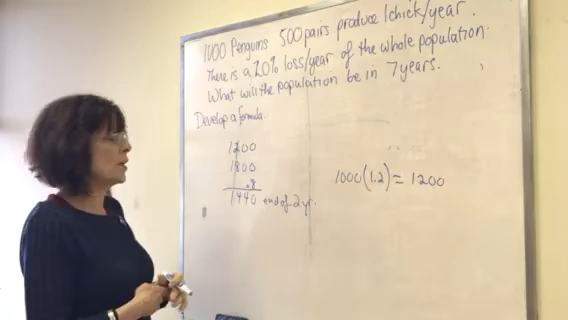 1000 Penguins 500 pairs produce 1 chick/year.
There is a 20% loss/year of the whole population.
What will the population be in 7 years.
Develop a formula.
1200
1800
.8
1440 end of 2 yr.
1000(1.2) = 1200